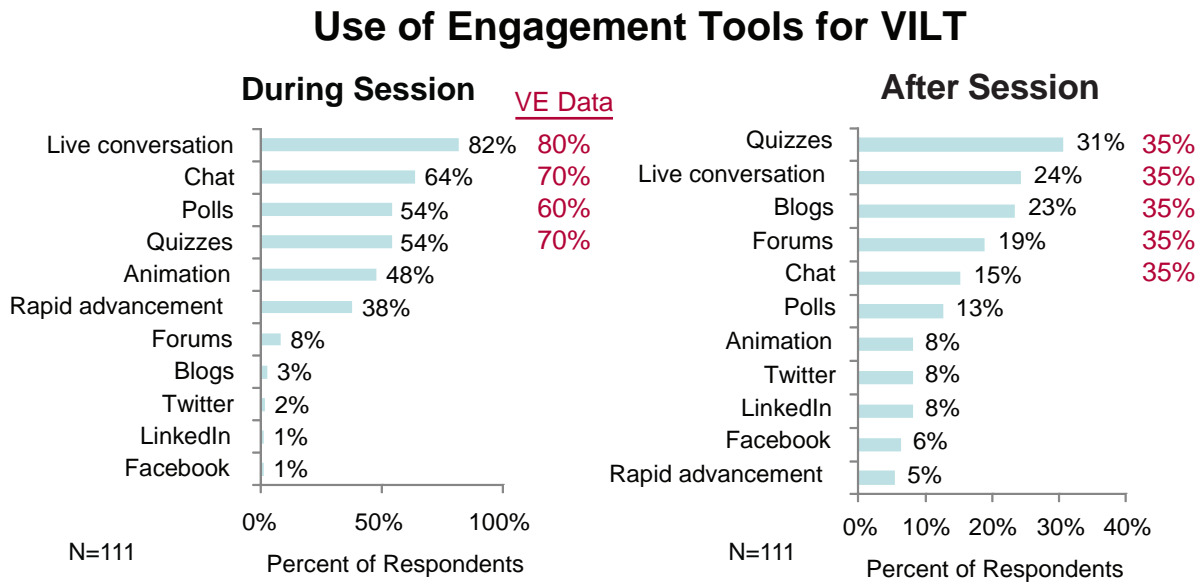 Use of Engagement Tools for VILT
During Session
VE Data
Live conversation 82% 80%
Chat 64% 70%
Polls 54% 60%
Quizzes 54% 70%
Animation 48%
Rapid advancement 38%
Forums 8%
Blogs 3%
Twitter 2%
LinkedIn 1%
Facebook 1%
0% 50% 100%
N=111
Percent of Respondents
After Session
Quizzes 31% 35%
Live conversation 24% 35%
Blogs 23% 35%
Forums 19% 35%
Chat 15% 35%
Polls 13%
Animation 8%
Twitter 8%
LinkedIn 8%
Facebook 6%
Rapid advancement 5%
0% 10% 20% 30% 40%
N=111
Percent of Respondents